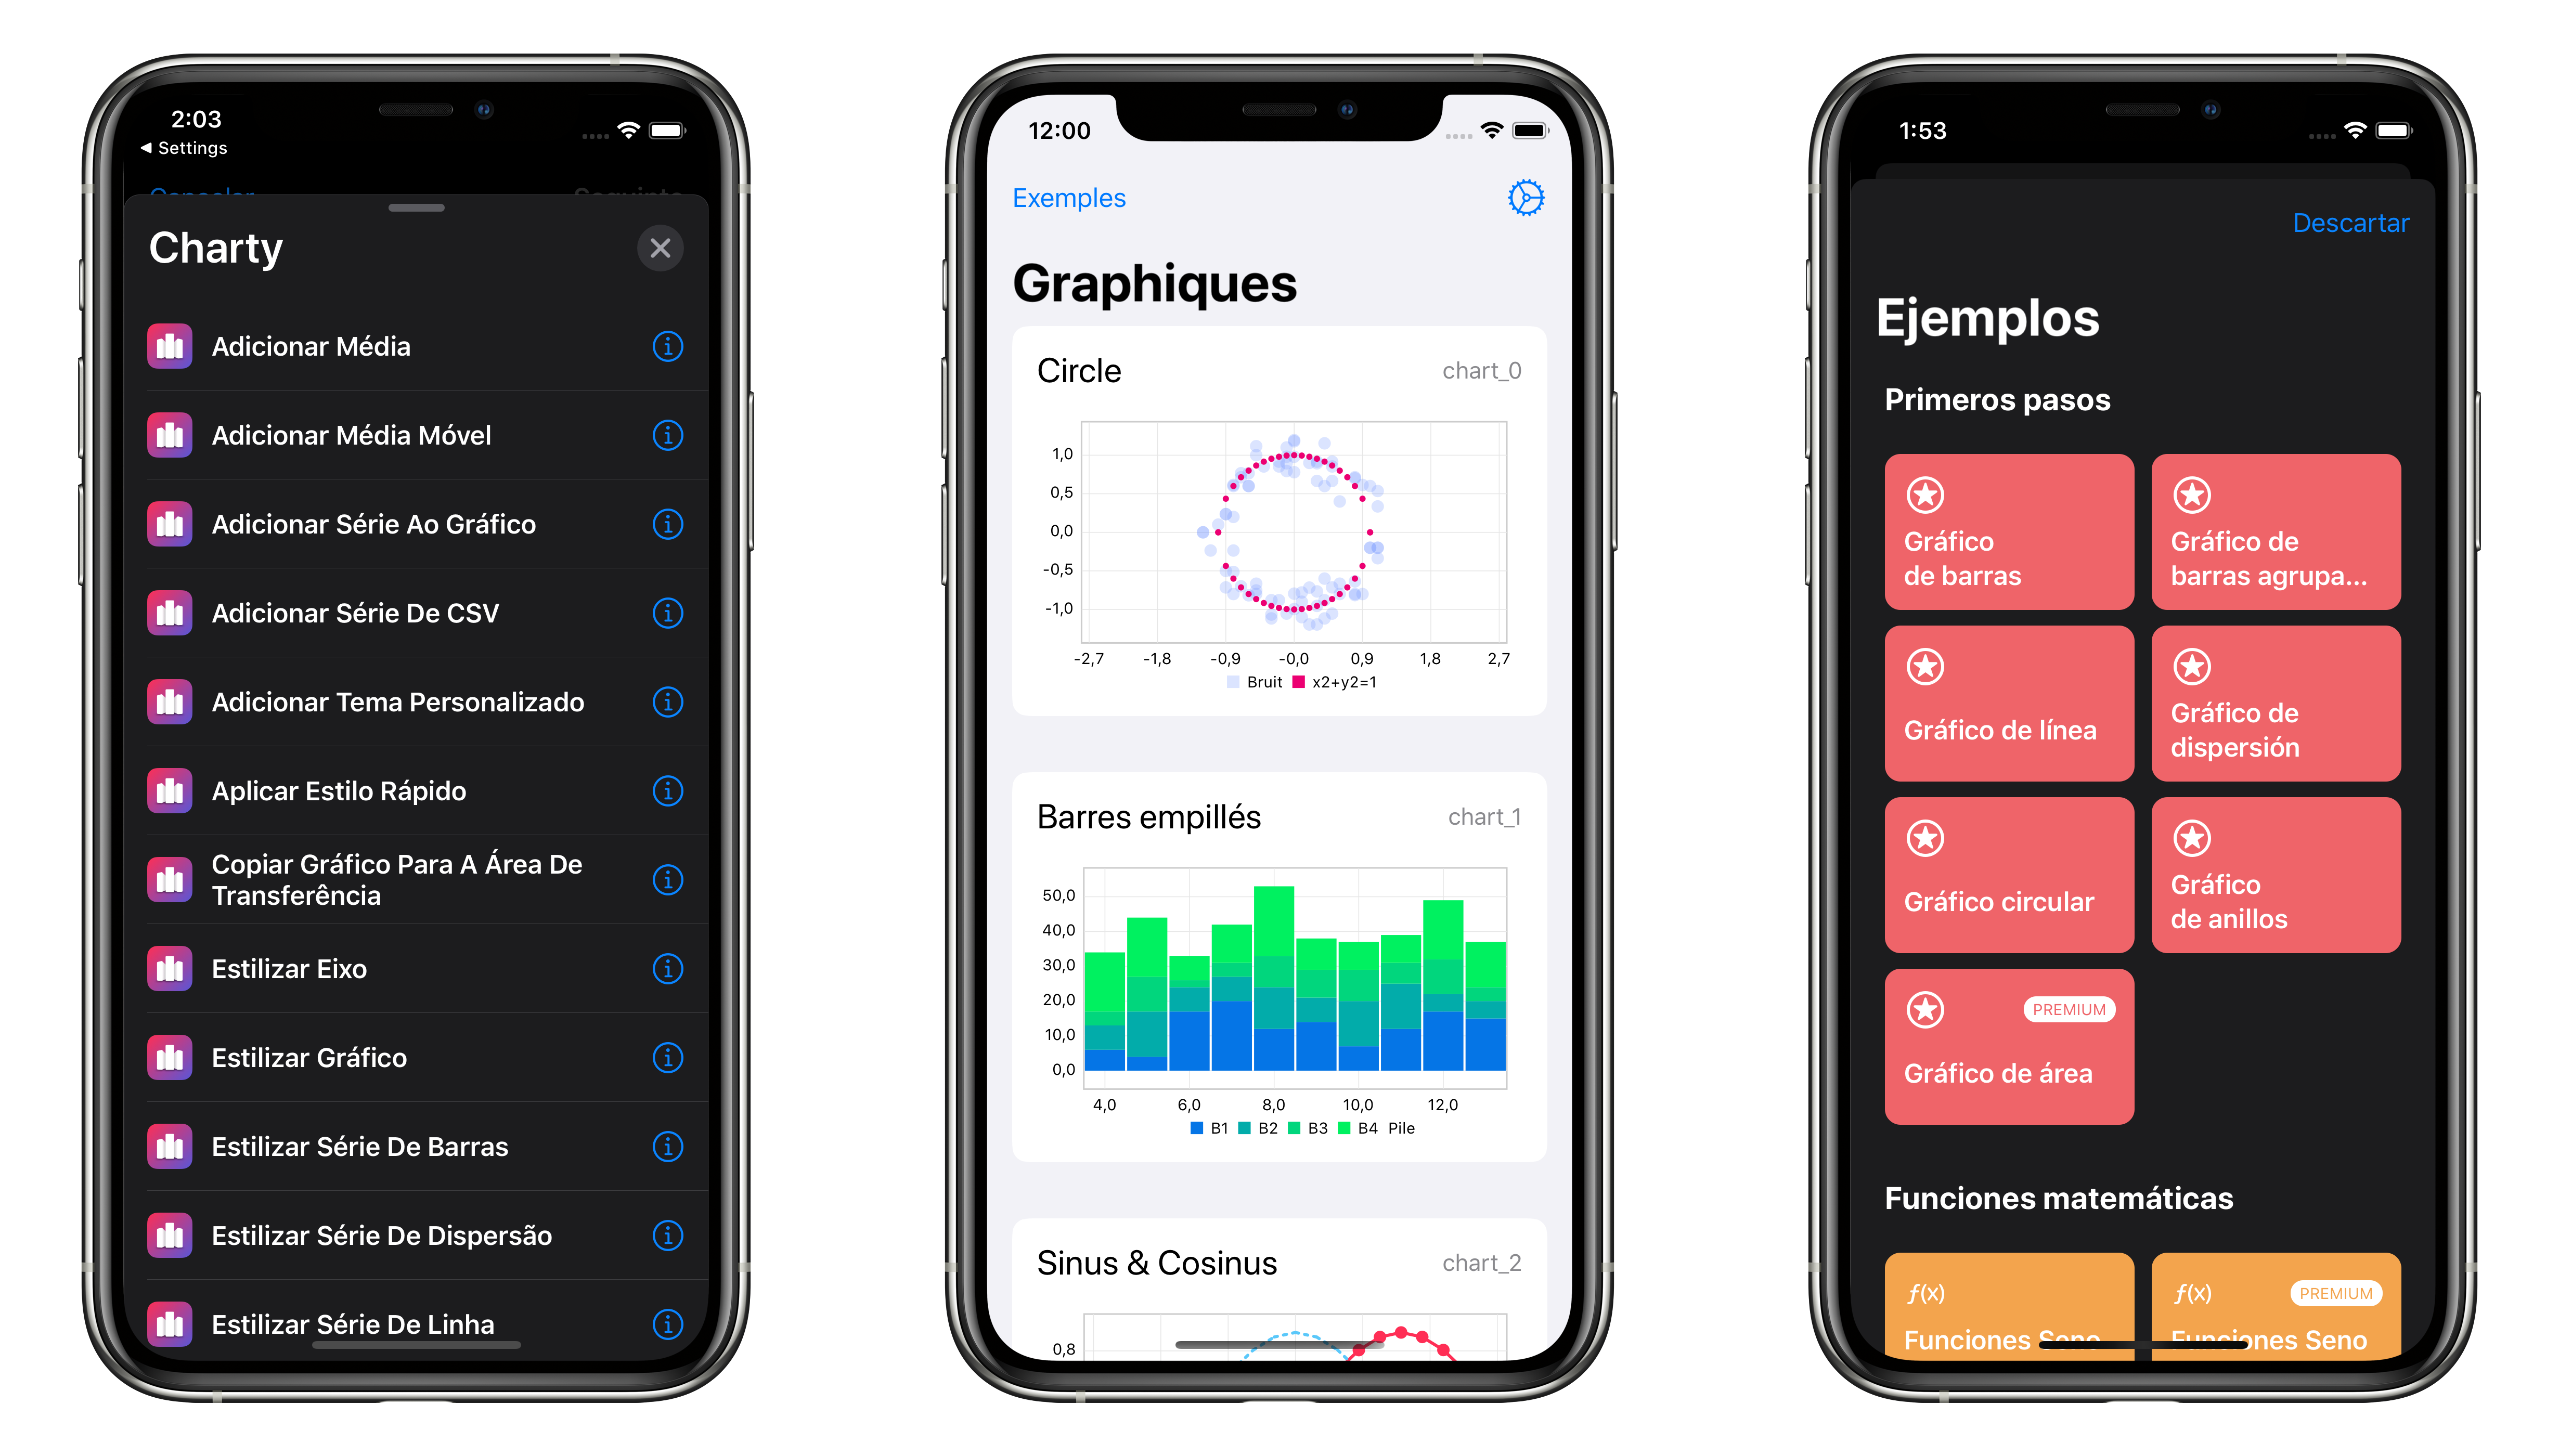 2:03
◀ Settings
Cancelar
Seguinte
Charty
Adicionar Média
Adicionar Média Móvel
Adicionar Série Ao Gráfico
Adicionar Série De CSV
Adicionar Tema Personalizado
Aplicar Estilo Rápido
Copiar Gráfico Para A Área De
Transferência
Estilizar Eixo
Estilizar Gráfico
Estilizar Série De Barras
Estilizar Série De Dispersão
Estilizar Série De Linha
12:00
Exemples
Graphiques
Circle
chart_0
1,0
0,5
0,0
-0,5
-1,0
-2,7 -1,8 -0,9 -0,0 0,9 1,8 2,7
Bruit x2+y2=1
Barres empillés
chart_1
50,0
40,0
30,0
20,0
10,0
0,0
4,0 6,0 8,0 10,0 12,0
B1 B2 B3 B4 Pile
Sinus & Cosinus
chart_2
0,8
1:53
Descartar
Ejemplos
Primeros pasos
Gráfico
de barras
Gráfico de
barras agrupa...
Gráfico de línea
Gráfico de
dispersión
Gráfico circular
Gráfico
de anillos
PREMIUM
Gráfico de área
Funciones matemáticas
f(x)
Funciones Seno
f(x)
PREMIUM
Funciones Seno